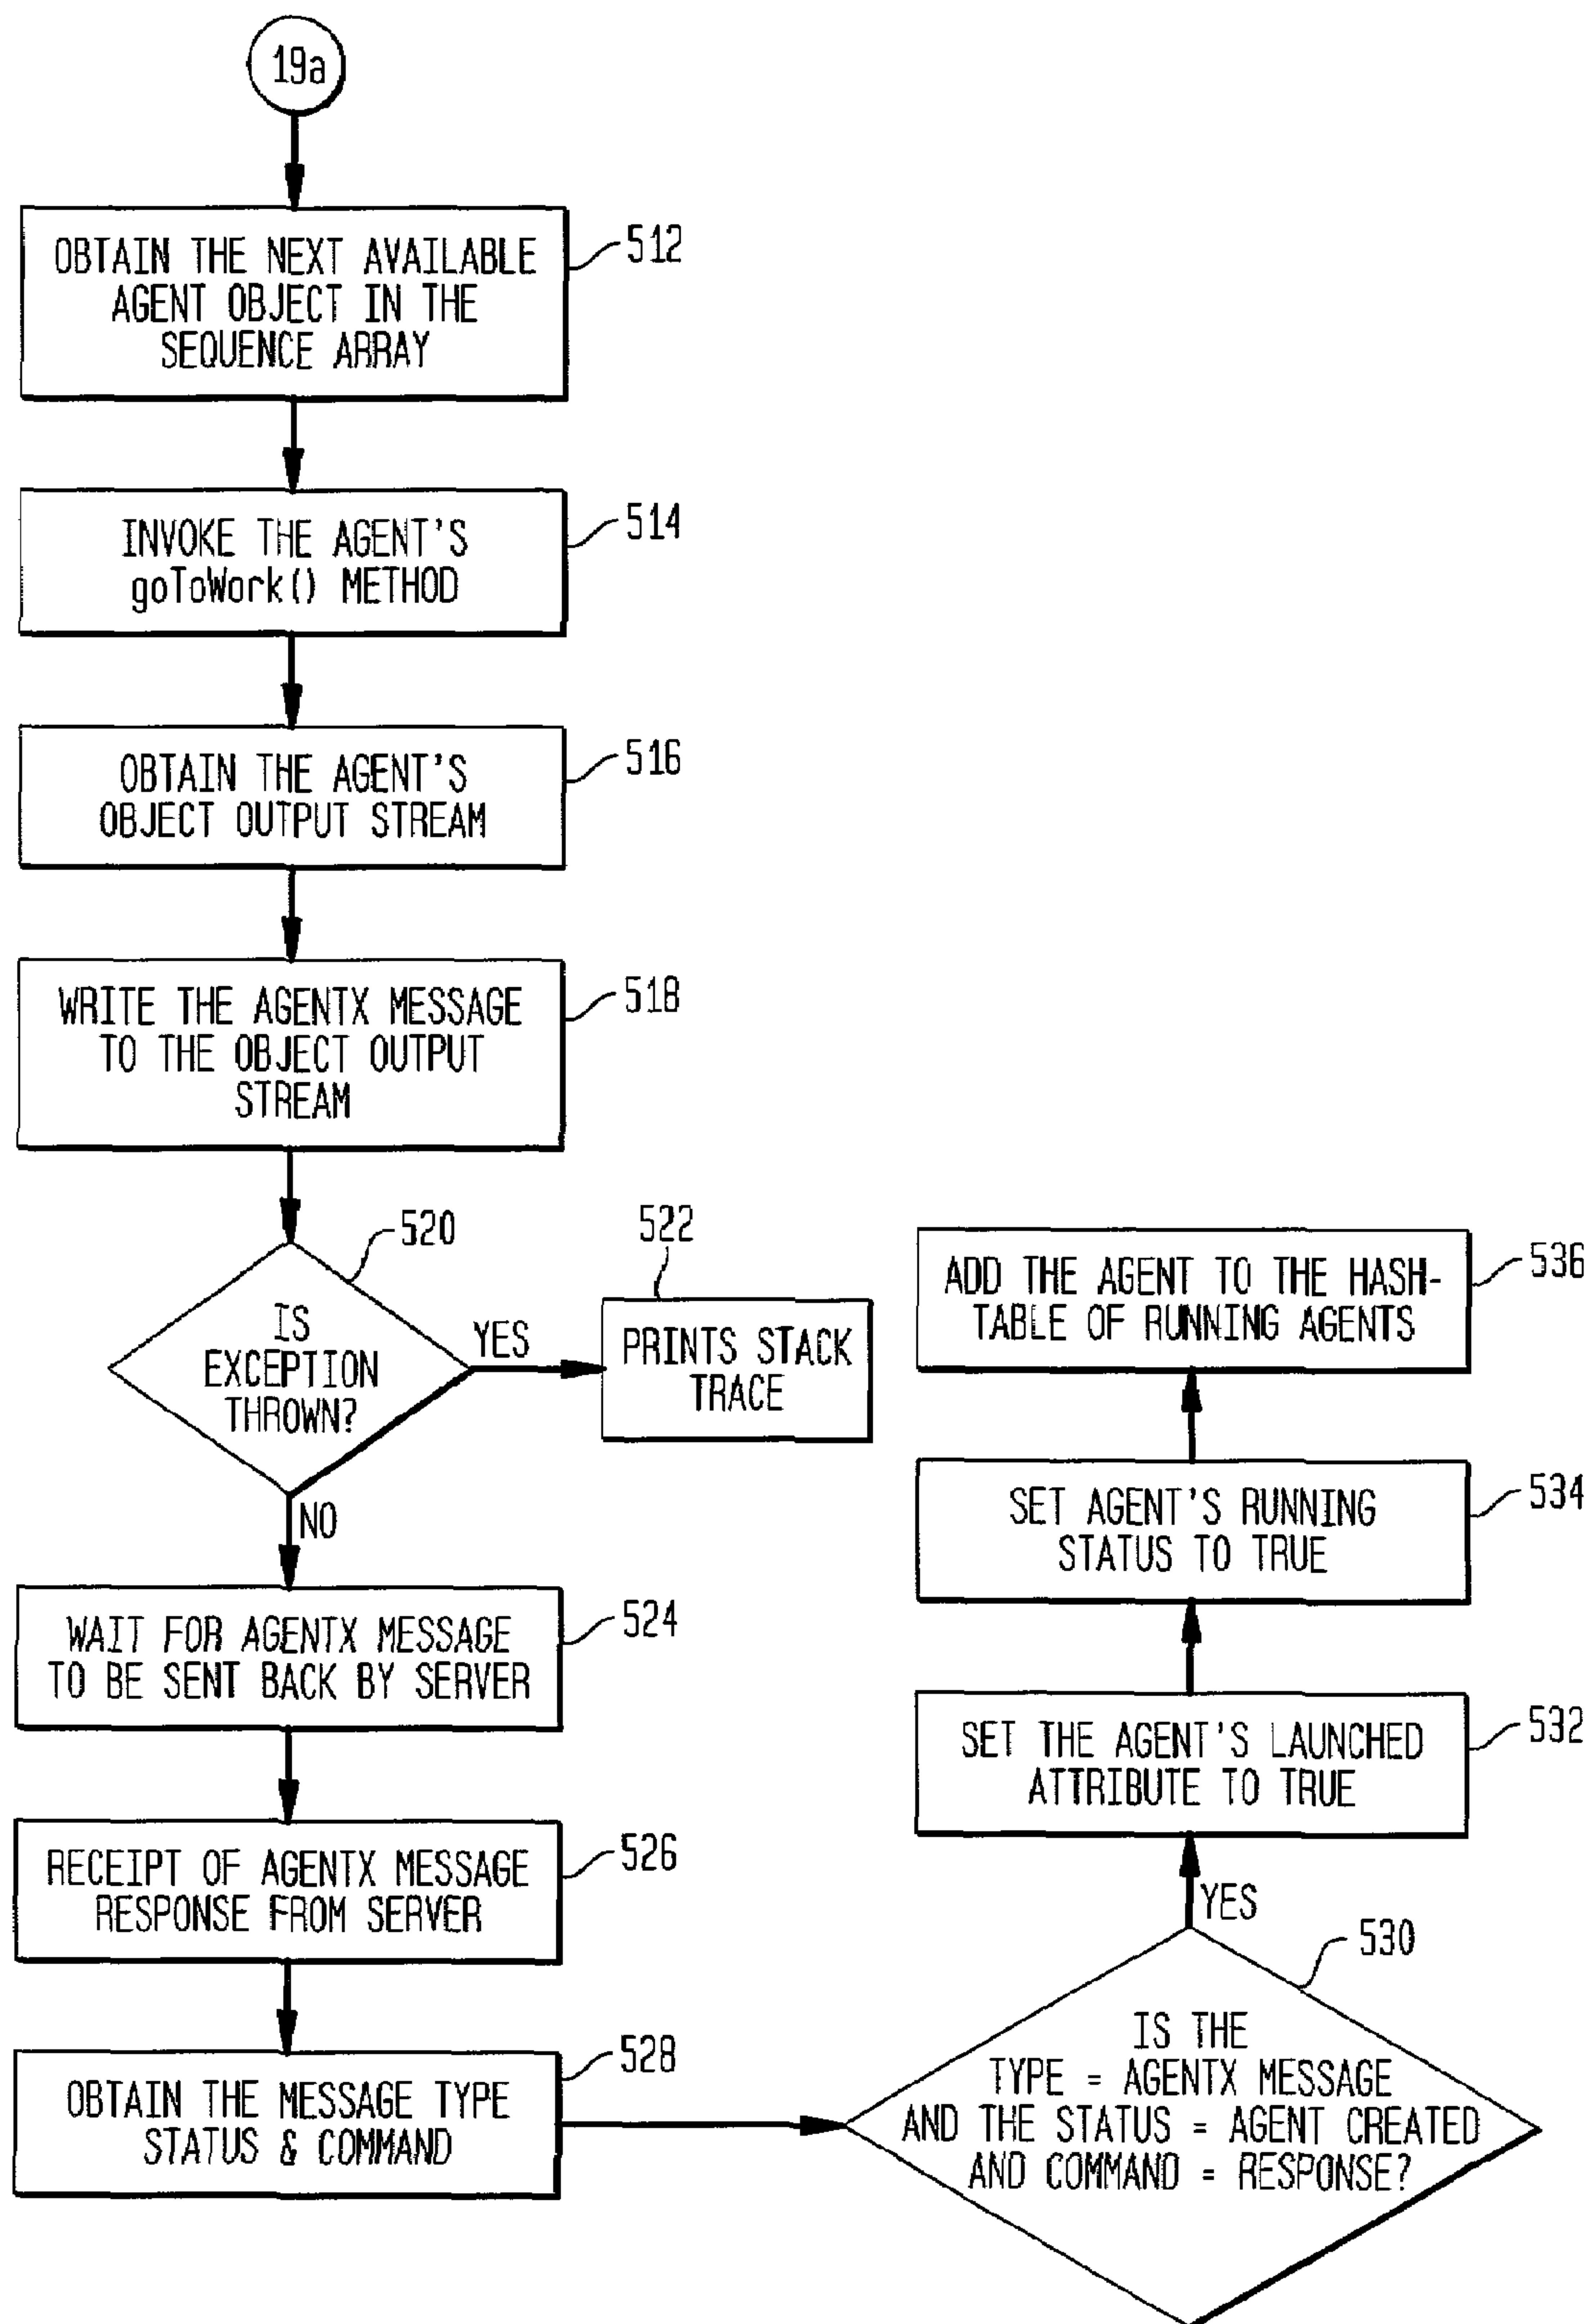 19a
OBTAIN THE NEXT AVAILABLE
AGENT OBJECT IN THE
SEQUENCE ARRAY
512
INVOKE THE AGENT'S
goToWork() METHOD
514
OBTAIN THE AGENT'S
OBJECT OUTPUT STREAM
516
WRITE THE AGENTX MESSAGE
TO THE OBJECT OUTPUT
STREAM
518
IS
EXCEPTION
THROWN?
520
YES
522
PRINTS STACK
TRACE
NO
WAIT FOR AGENTX MESSAGE
TO BE SENT BACK BY SERVER
524
RECEIPT OF AGENTX MESSAGE
RESPONSE FROM SERVER
526
OBTAIN THE MESSAGE TYPE
STATUS & COMMAND
528
IS THE
TYPE = AGENTX MESSAGE
AND THE STATUS = AGENT CREATED
AND COMMAND = RESPONSE?
530
YES
SET THE AGENT'S LAUNCHED
ATTRIBUTE TO TRUE
532
SET AGENT'S RUNNING
STATUS TO TRUE
534
ADD THE AGENT TO THE HASH-
TABLE OF RUNNING AGENTS
536